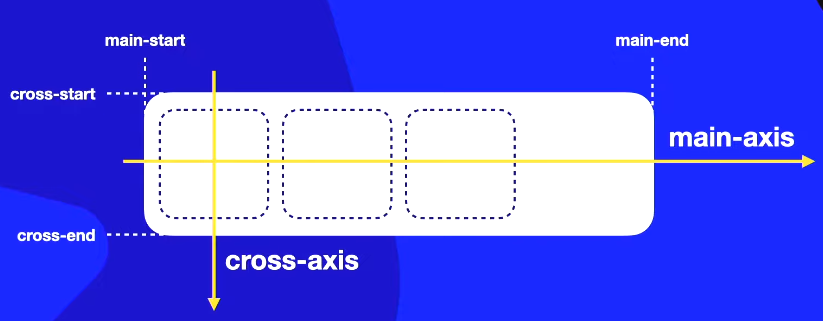 main-start
main-end
cross-start
main-axis
cross-end
cross-axis